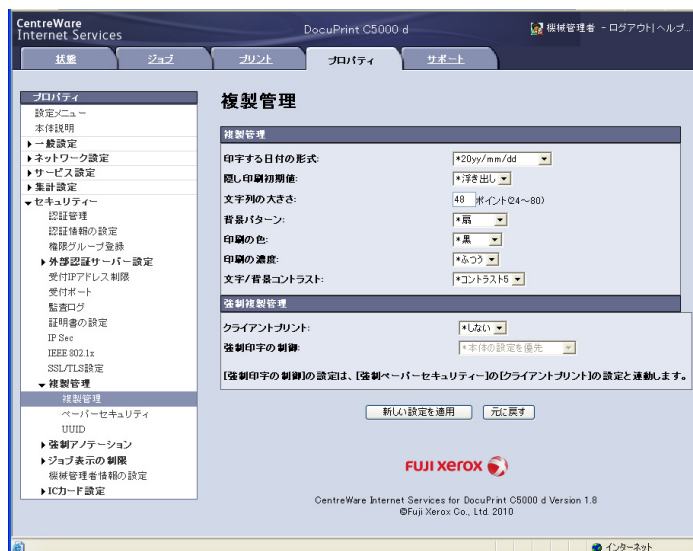 CentreWare
Internet Services
DocuPrint C5000 d
機械管理者 - ログアウト| ヘルプ...
状態
ジョブ
プリント
プロパティ
サポート
プロパティ
設定メニュー
本体説明
一般設定
ネットワーク設定
サービス設定
集計設定
セキュリティー
認証管理
認証情報の設定
権限グループ登録
外部認証サーバー設定
受付IPアドレス制限
受付ポート
監査ログ
証明書の設定
IP Sec
IEEE 802.1x
SSL/TLS設定
複製管理
複製管理
ペーパーセキュリティ
UUID
強制アノテーション
ジョブ表示の制限
機械管理者情報の設定
ICカード設定
複製管理
複製管理
印字する日付の形式: *20yy/mm/dd
隠し印刷初期値: *浮き出し
文字列の大きさ: 48 ポイント(24～80)
背景パターン: *扇
印刷の色: *黒
印刷の濃度: *ふつう
文字/背景コントラスト: *コントラスト5
強制複製管理
クライアントプリント: *しない
強制印字の制御: *本体の設定を優先
[強制印字の制御]の設定は、[強制ペーパーセキュリティー]の[クライアントプリント]の設定と連動します。
新しい設定を適用 元に戻す
FUJI XEROX
CentreWare Internet Services for DocuPrint C5000 d Version 1.8
©Fuji Xerox Co., Ltd. 2010
インターネット